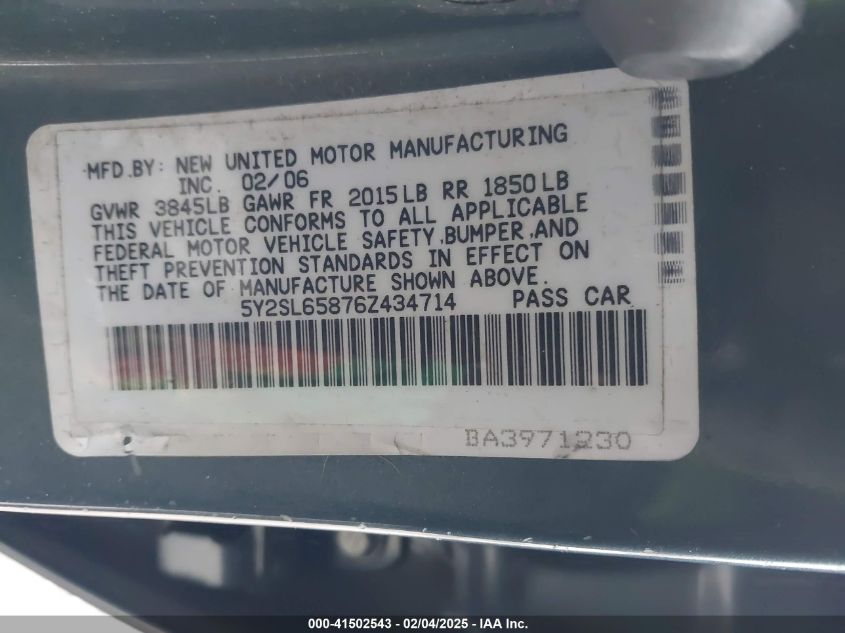 MFD.BY: NEW UNITED MOTOR MANUFACTURING
INC. 02/06
GVWR 3845LB GAWR FR 2015LB RR 1850LB
THIS VEHICLE CONFORMS TO ALL APPLICABLE
FEDERAL MOTOR VEHICLE SAFETY,BUMPER,AND
THEFT PREVENTION STANDARDS IN EFFECT ON
THE DATE OF MANUFACTURE SHOWN ABOVE.
5Y2SL65876Z434714 PASS CAR
BA3971230
000-41502543 - 02/04/2025 - IAA Inc.